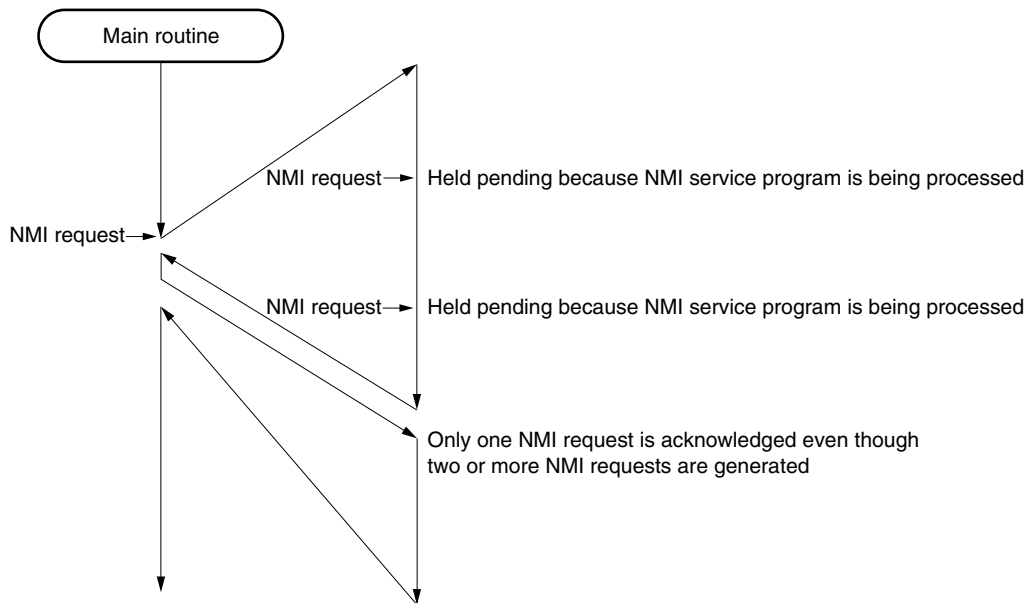 Main routine
NMI request
Held pending because NMI service program is being processed
NMI request
NMI request
Held pending because NMI service program is being processed
Only one NMI request is acknowledged even though
two or more NMI requests are generated